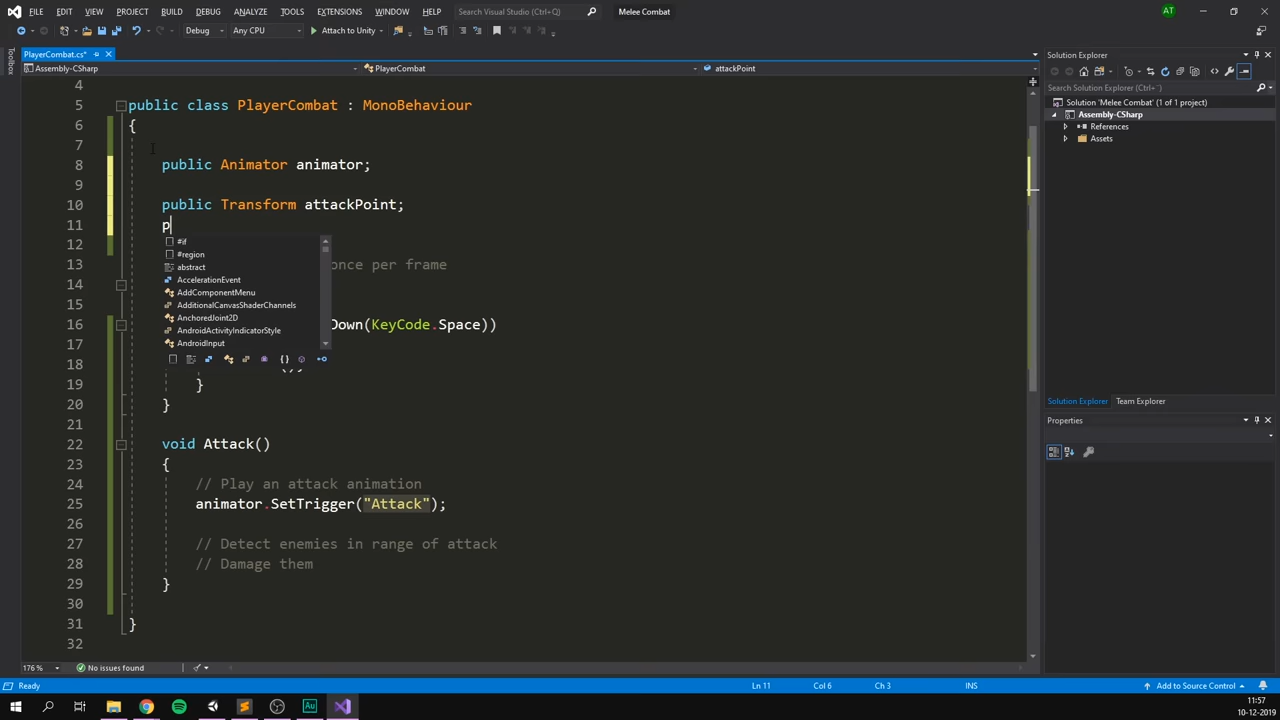 FILE EDIT VIEW PROJECT BUILD DEBUG ANALYZE TOOLS EXTENSIONS WINDOW HELP Search Visual Studio (Ctrl+Q) Melee Combat AT
Debug Any CPU Attach to Unity
Toolbox
PlayerCombat.cs*
Assembly-CSharp PlayerCombat attackPoint
4
5 public class PlayerCombat : MonoBehaviour
6 {
7
8 public Animator animator;
9
10 public Transform attackPoint;
11 p
12
#if
#region
abstract
AccelerationEvent
AddComponentMenu
AdditionalCanvasShaderChannels
AnchoredJoint2D
AndroidActivityIndicatorStyle
AndroidInput
13 once per frame
14
15
16 Down(KeyCode.Space))
17
18 ();
19 }
20 }
21
22 void Attack()
23 {
24 // Play an attack animation
25 animator.SetTrigger("Attack");
26
27 // Detect enemies in range of attack
28 // Damage them
29 }
30
31 }
32
176 % No issues found
Solution Explorer
Search Solution Explorer (Ctrl+¨)
Solution 'Melee Combat' (1 of 1 project)
Assembly-CSharp
References
Assets
Solution Explorer Team Explorer
Properties
Ready Ln 11 Col 6 Ch 3 INS Add to Source Control
11:57
10-12-2019